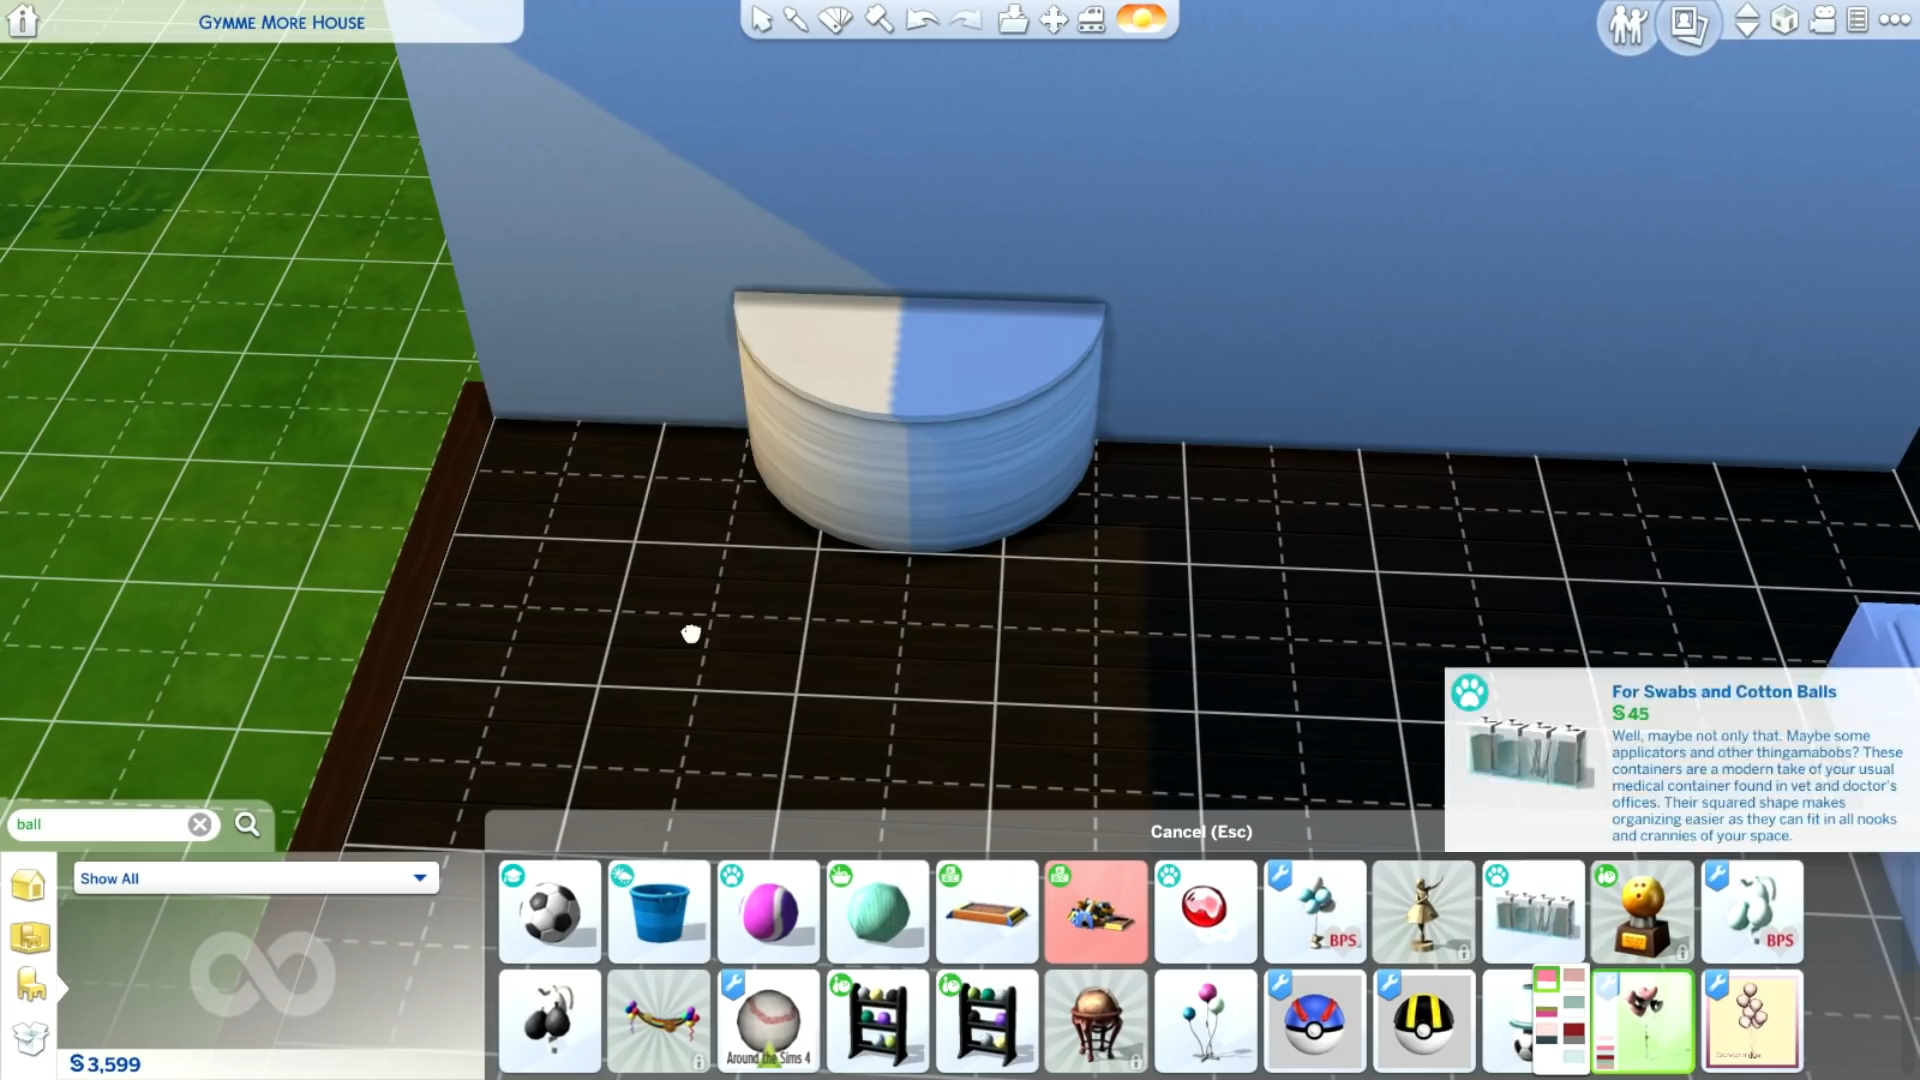 GYMME MORE HOUSE
For Swabs and Cotton Balls
§45
Well, maybe not only that. Maybe some
applicators and other thingamabobs? These
containers are a modern take of your usual
medical container found in vet and doctor's
offices. Their squared shape makes
organizing easier as they can fit in all nooks
and crannies of your space.
ball
Cancel (Esc)
Show All
BPS
BPS
Around the Sims 4
§3,599